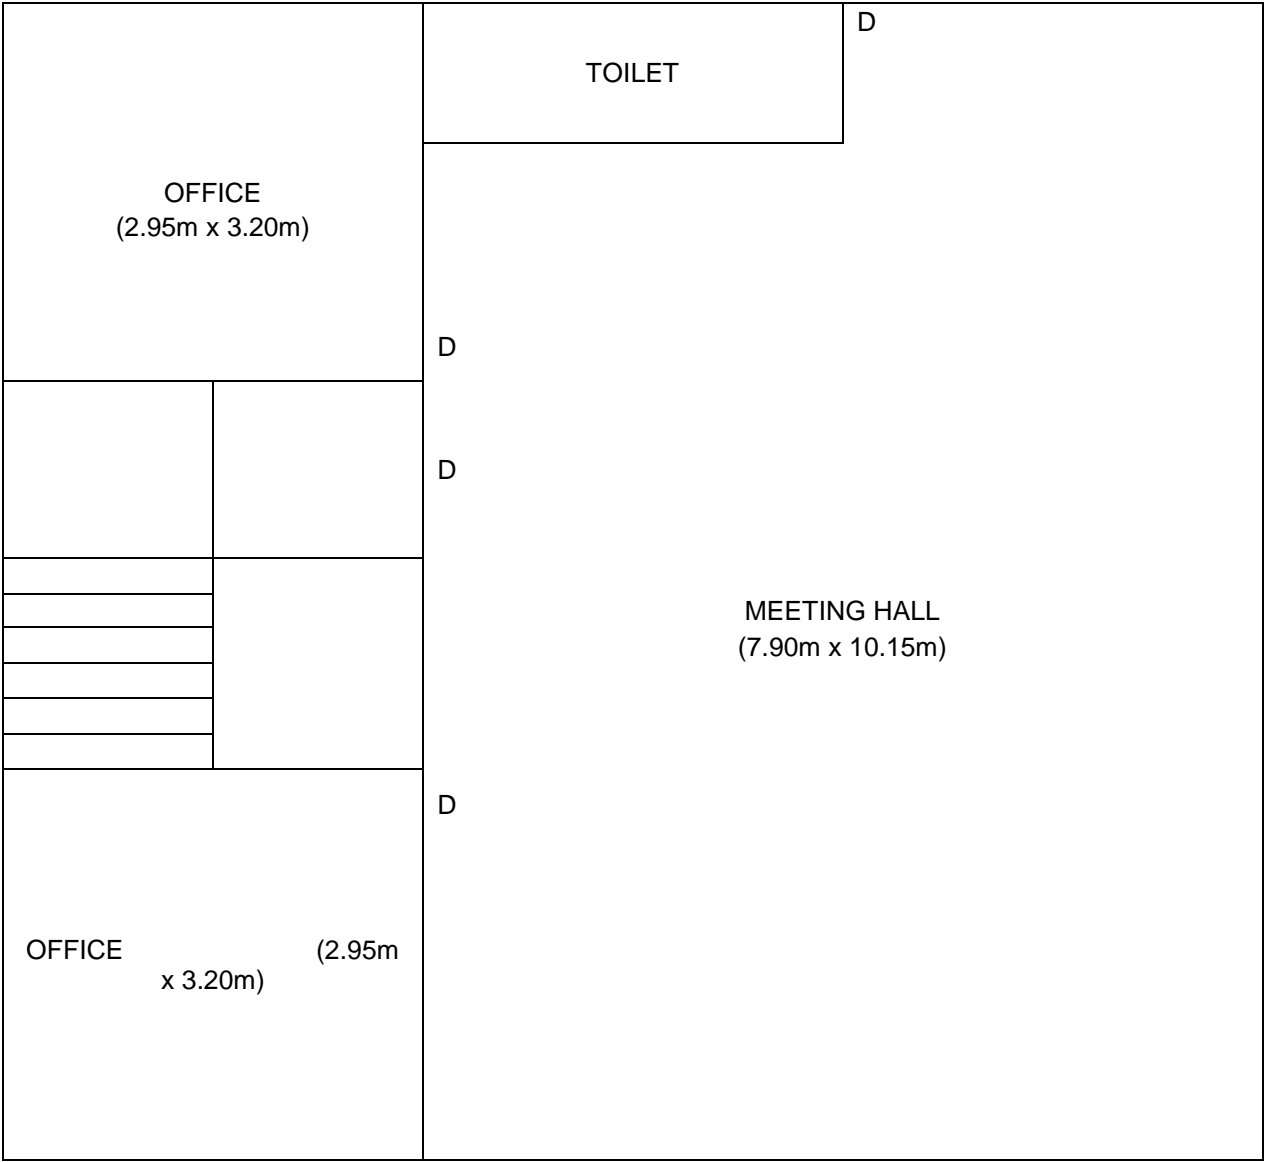 D
TOILET
OFFICE
(2.95m x 3.20m)
D
D
MEETING HALL
(7.90m x 10.15m)
D
OFFICE (2.95m
x 3.20m)